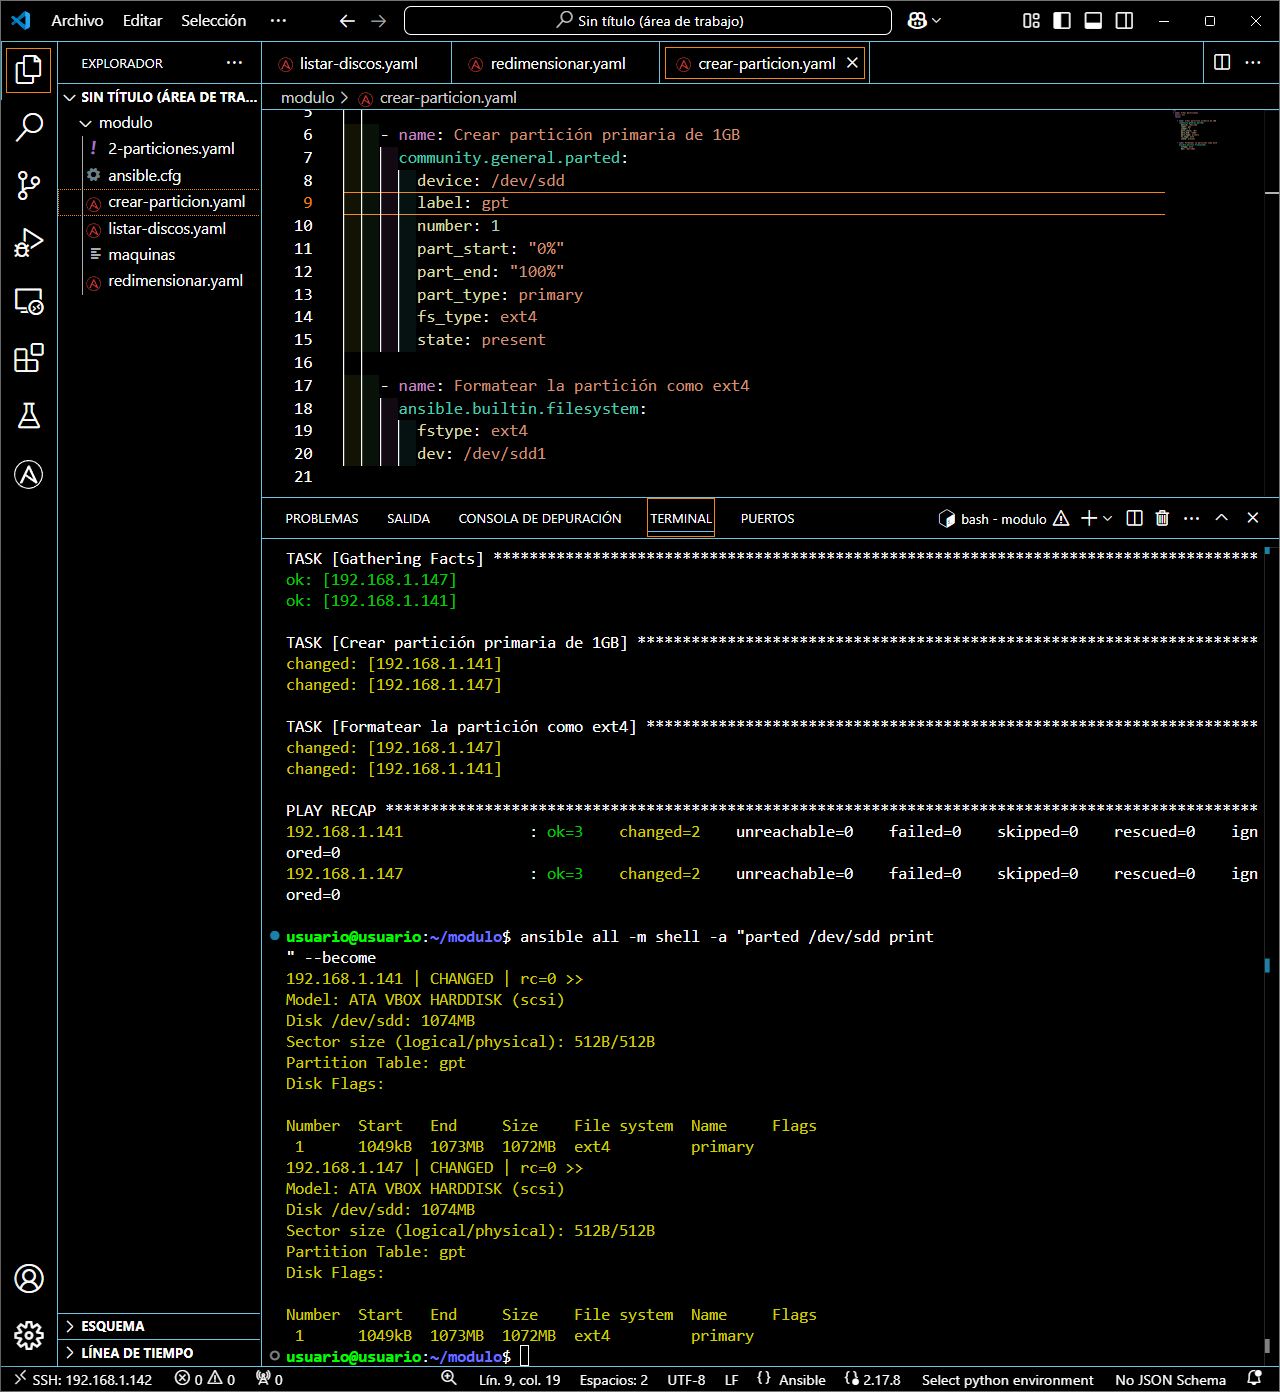 Archivo Editar Selección ··· Sin título (área de trabajo)
EXPLORADOR ···
listar-discos.yaml redimensionar.yaml crear-particion.yaml
SIN TÍTULO (ÁREA DE TRA...
modulo
2-particiones.yaml
ansible.cfg
crear-particion.yaml
listar-discos.yaml
maquinas
redimensionar.yaml
ESQUEMA
LÍNEA DE TIEMPO
modulo > crear-particion.yaml
5
6 - name: Crear partición primaria de 1GB
7 community.general.parted:
8 device: /dev/sdd
9 label: gpt
10 number: 1
11 part_start: "0%"
12 part_end: "100%"
13 part_type: primary
14 fs_type: ext4
15 state: present
16
17 - name: Formatear la partición como ext4
18 ansible.builtin.filesystem:
19 fstype: ext4
20 dev: /dev/sdd1
21
PROBLEMAS SALIDA CONSOLA DE DEPURACIÓN TERMINAL PUERTOS bash - modulo
TASK [Gathering Facts] *************************************************************************************
ok: [192.168.1.147]
ok: [192.168.1.141]
TASK [Crear partición primaria de 1GB] *********************************************************************
changed: [192.168.1.141]
changed: [192.168.1.147]
TASK [Formatear la partición como ext4] ********************************************************************
changed: [192.168.1.147]
changed: [192.168.1.141]
PLAY RECAP *************************************************************************************************
192.168.1.141 : ok=3 changed=2 unreachable=0 failed=0 skipped=0 rescued=0 ign
ored=0
192.168.1.147 : ok=3 changed=2 unreachable=0 failed=0 skipped=0 rescued=0 ign
ored=0
usuario@usuario:~/modulo$ ansible all -m shell -a "parted /dev/sdd print
" --become
192.168.1.141 | CHANGED | rc=0 >>
Model: ATA VBOX HARDDISK (scsi)
Disk /dev/sdd: 1074MB
Sector size (logical/physical): 512B/512B
Partition Table: gpt
Disk Flags:
Number Start End Size File system Name Flags
1 1049kB 1073MB 1072MB ext4 primary
192.168.1.147 | CHANGED | rc=0 >>
Model: ATA VBOX HARDDISK (scsi)
Disk /dev/sdd: 1074MB
Sector size (logical/physical): 512B/512B
Partition Table: gpt
Disk Flags:
Number Start End Size File system Name Flags
1 1049kB 1073MB 1072MB ext4 primary
usuario@usuario:~/modulo$
SSH: 192.168.1.142 0 0 0 Lín. 9, col. 19 Espacios: 2 UTF-8 LF {} Ansible 2.17.8 Select python environment No JSON Schema